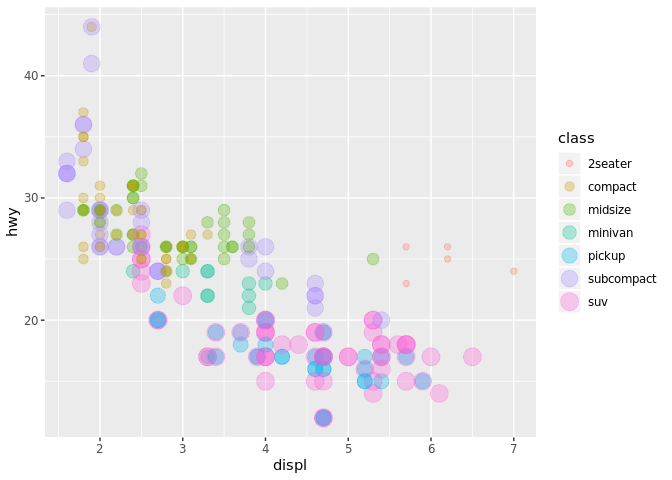 40
30
20
hwy
2
3
4
5
6
7
displ
class
2seater
compact
midsize
minivan
pickup
subcompact
suv